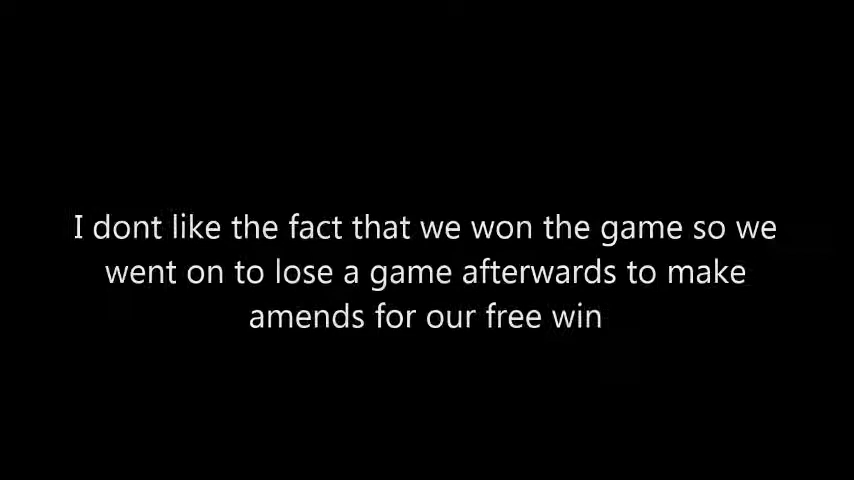 I dont like the fact that we won the game so we
went on to lose a game afterwards to make
amends for our free win